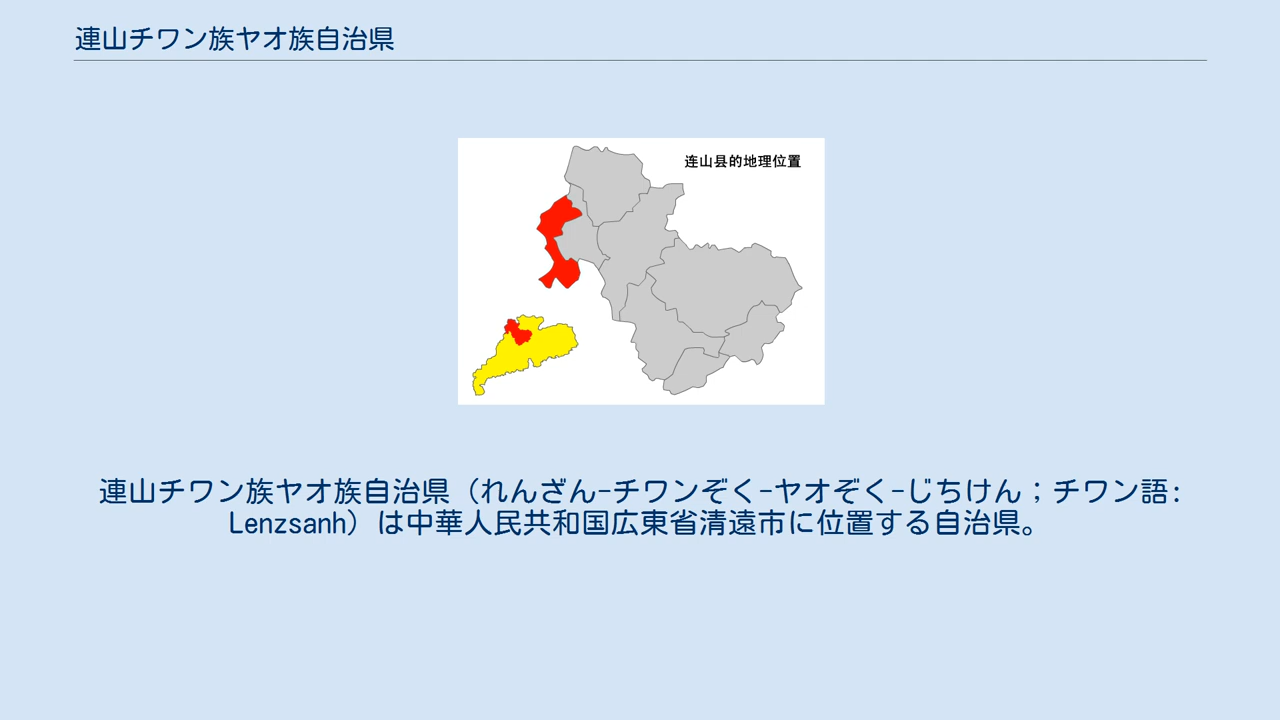 連山チワン族ヤオ族自治県
连山县的地理位置
連山チワン族ヤオ族自治県（れんざん-チワンぞく-ヤオぞく-じちけん；チワン語:
Lenzsanh）は中華人民共和国広東省清遠市に位置する自治県。